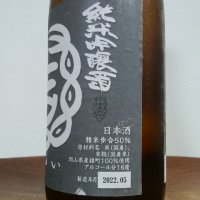 純米吟醸酒
日本酒
精米歩合50%
原材料名 米(国産)、
米麹(国産)
岡山県産雄町100%使用
アルコール分16度
製造年月 2022.05
い